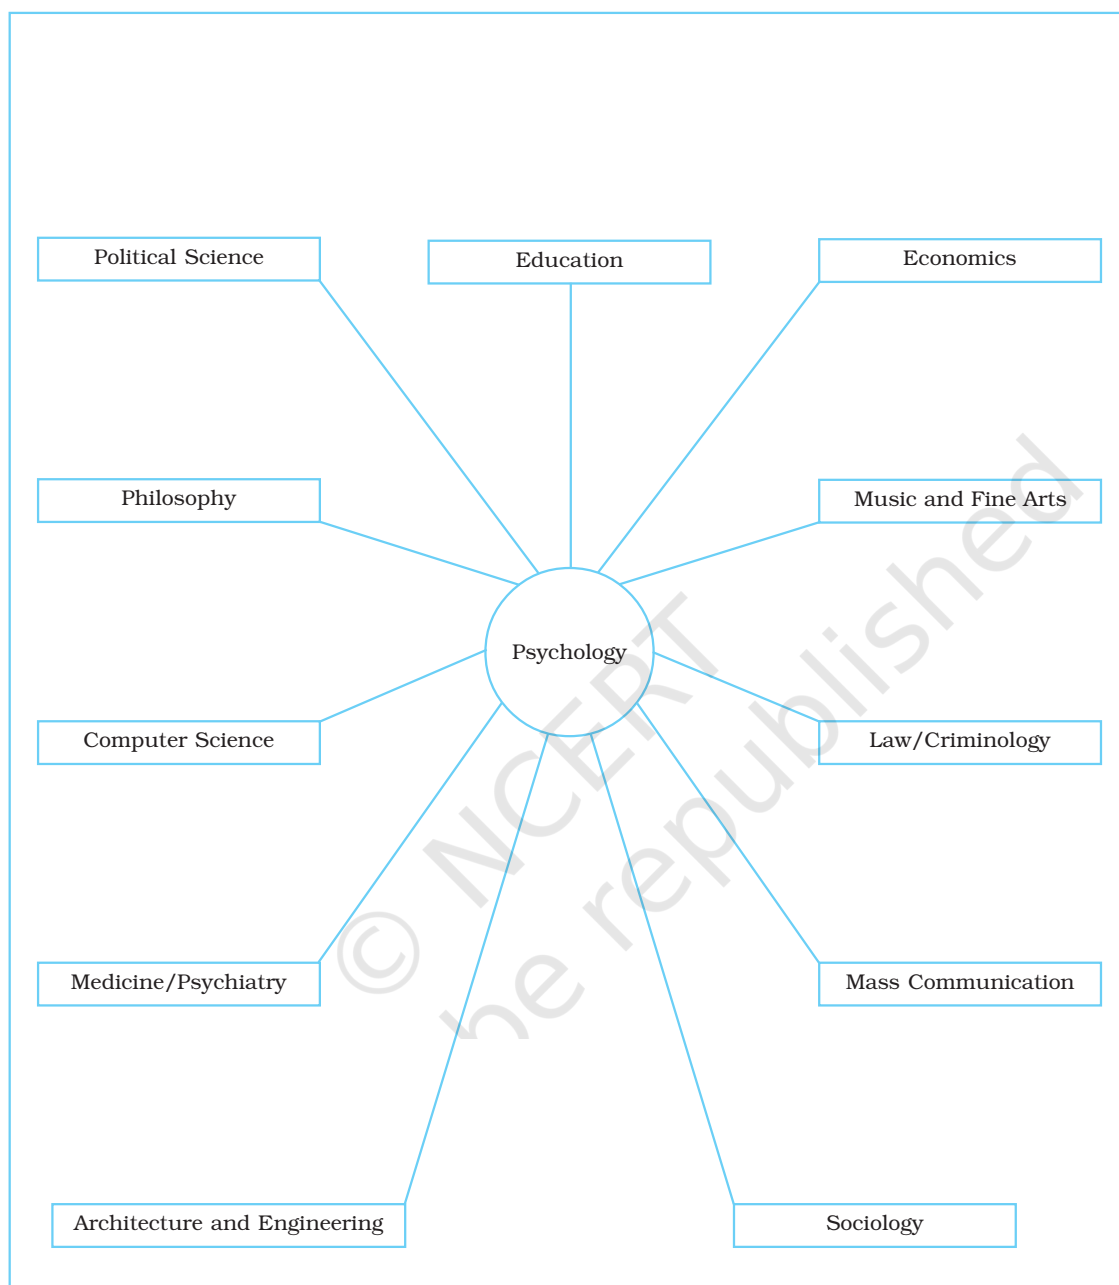 Political Science
Education
Economics
Philosophy
Music and Fine Arts
Psychology
Computer Science
Law/Criminology
Medicine/Psychiatry
Mass Communication
Architecture and Engineering
Sociology
© NCERT
be republished